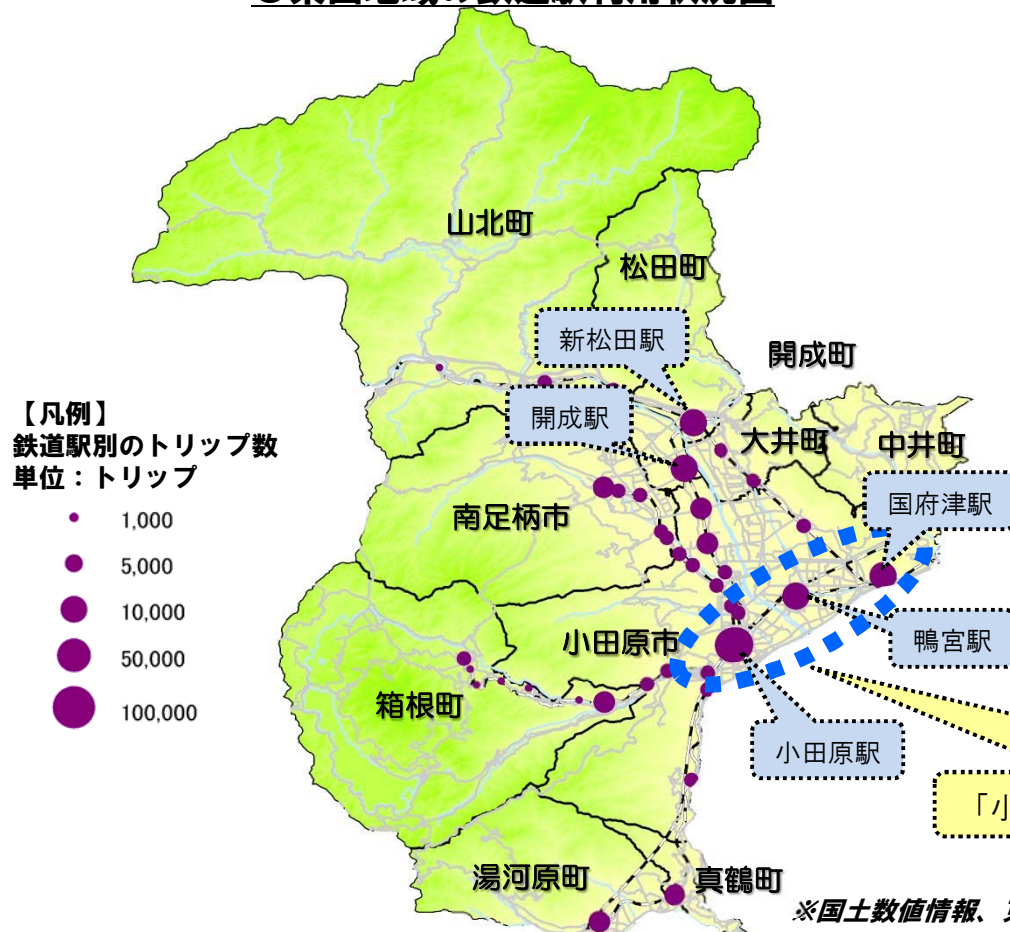 山北町
松田町
新松田駅
開成町
開成駅
大井町
中井町
【凡例】
鉄道駅別のトリップ数
単位：トリップ
1,000
5,000
10,000
50,000
100,000
南足柄市
国府津駅
小田原市
鴨宮駅
箱根町
小田原駅
「小
湯河原町
真鶴町
※国土数値情報、